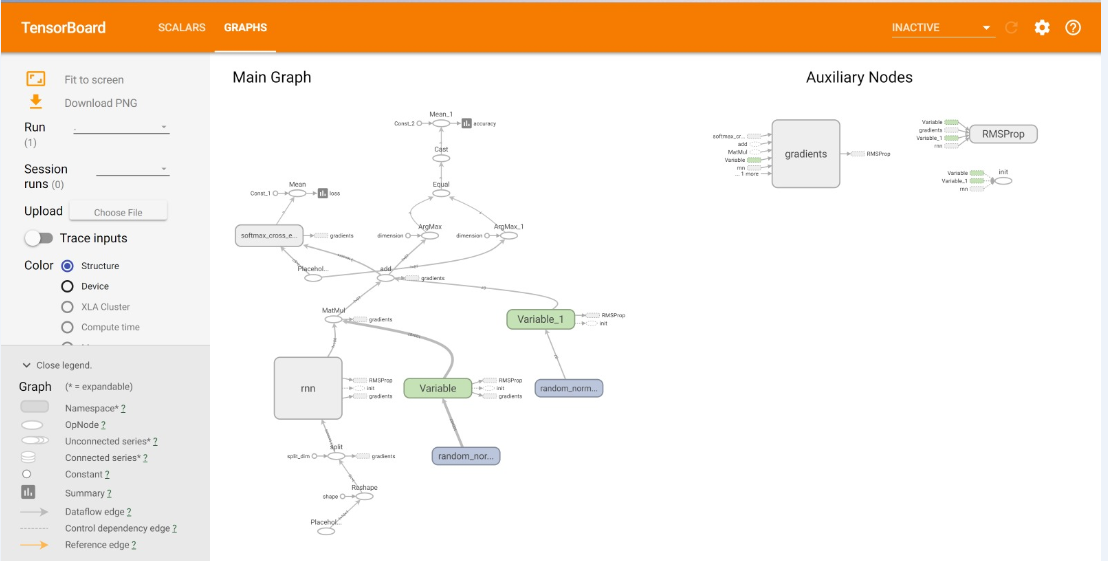 TensorBoard SCALARS GRAPHS INACTIVE
Fit to screen
Download PNG
Run
(1)
Session
runs (0)
Upload Choose File
Trace inputs
Color Structure
Device
XLA Cluster
Compute time
Close legend.
Graph (* = expandable)
Namespace* ?
OpNode ?
Unconnected series* ?
Connected series* ?
Constant ?
Summary ?
Dataflow edge ?
Control dependency edge ?
Reference edge ?
Main Graph
Mean_1
Const_2 accuracy
Cast
Mean
Const_1 loss
Equal
softmax_cross_e... gradients
ArgMax
dimension
ArgMax_1
dimension
Placehol...
add
gradients
MatMul
gradients
Variable_1
RMSProp
init
rnn
RMSProp
init
gradients
Variable
RMSProp
init
gradients
random_norm...
random_nor...
split
split_dim gradients
Reshape
shape
Placehol...
Auxiliary Nodes
softmax_cr...
add
MatMul
Variable
rnn
... 1 more
gradients
RMSProp
Variable
gradients
Variable_1
rnn
RMSProp
init
Variable
Variable_1
rnn